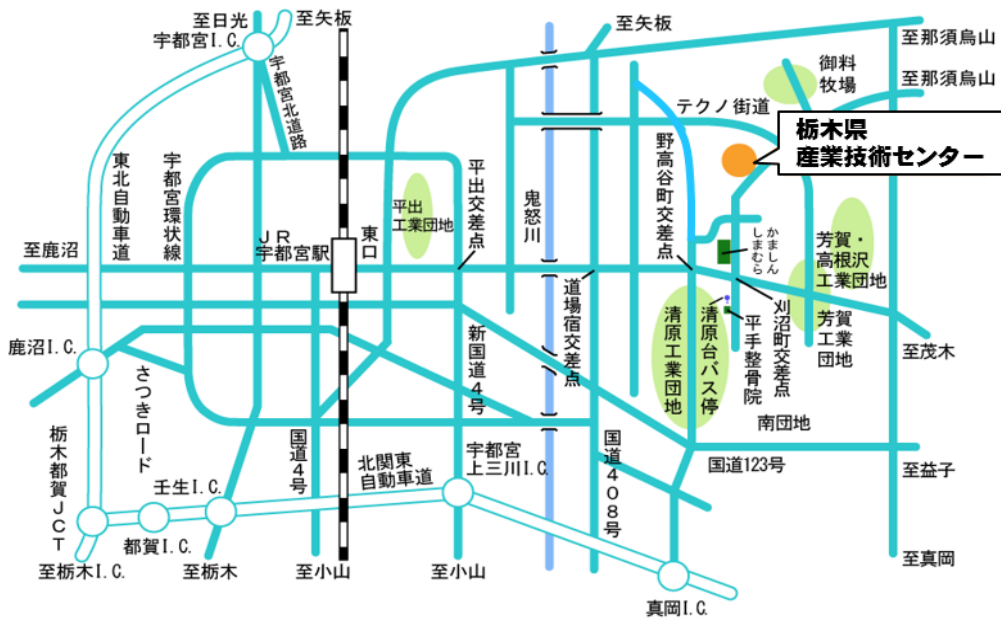 至日光
至矢板
宇都宮I.C.
宇都宮北道路
至矢板
至那須烏山
御料
牧場
至那須烏山
テクノ街道
栃木県
産業技術センター
東北自動車道
宇都宮環状線
平出
工業団地
平出交差点
鬼怒川
野高谷町交差点
JR
宇都宮駅
東口
至鹿沼
かましん
しまむら
芳賀・
高根沢
工業団地
道場宿交差点
清原工業団地
清原台バス停
平手整骨院
刈沼町交差点
芳賀
工業
団地
至茂木
鹿沼I.C.
さつきロード
新国道4号
南団地
国道123号
栃木都賀JCT
壬生I.C.
都賀I.C.
国道4号
北関東
自動車道
宇都宮
上三川I.C.
国道408号
至益子
至栃木I.C.
至栃木
至小山
至小山
至真岡
真岡I.C.